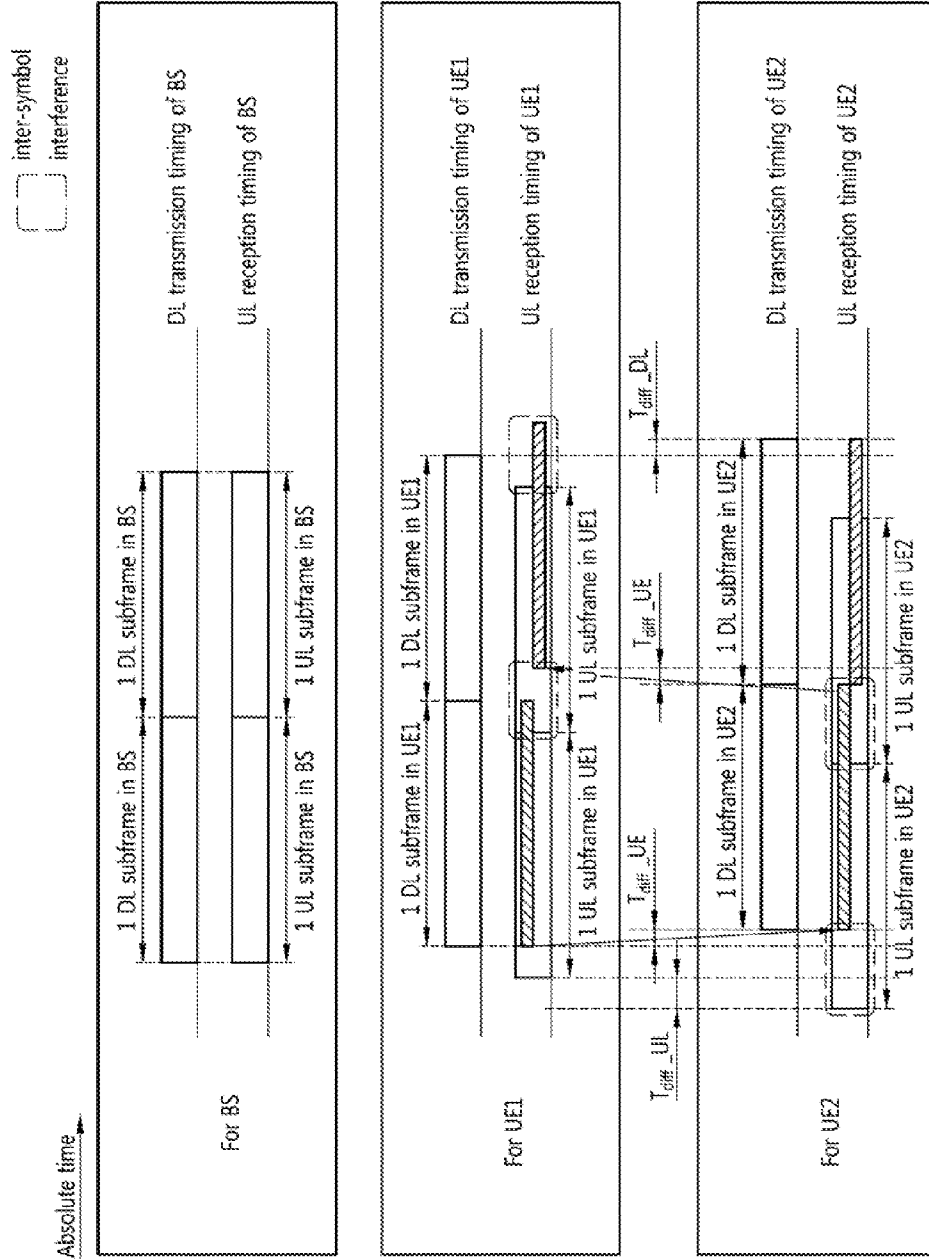 Absolute time
inter-symbol
interference
For BS
1 DL subframe in BS
1 DL subframe in BS
DL transmission timing of BS
1 UL subframe in BS
1 UL subframe in BS
UL reception timing of BS
For UE1
1 DL subframe in UE1
1 DL subframe in UE1
DL transmission timing of UE1
UL reception timing of UE1
1 UL subframe in UE1
1 UL subframe in UE1
Tdiff_UL
Tdiff_UE
Tdiff_UE
Tdiff_DL
For UE2
1 DL subframe in UE2
1 DL subframe in UE2
DL transmission timing of UE2
UL reception timing of UE2
1 UL subframe in UE2
1 UL subframe in UE2